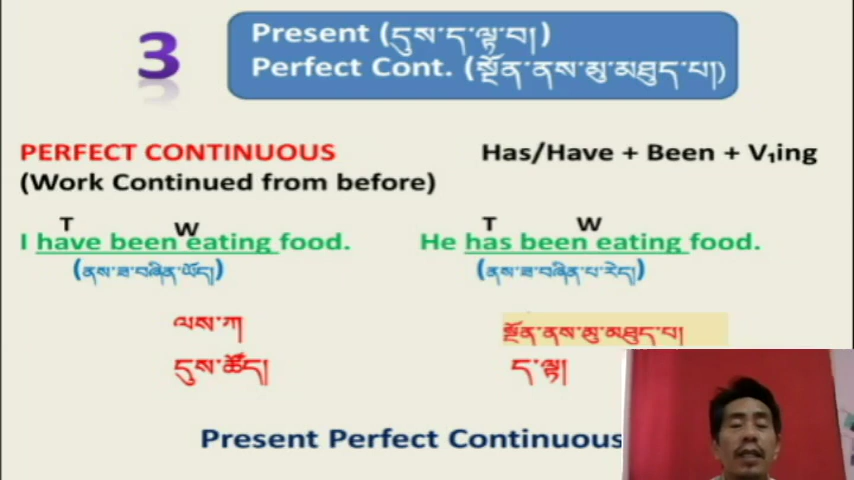 3
Present (དུས་ད་ལྟ་བ།)
Perfect Cont. (སྔོན་ནས་མུ་མཐུད་པ།)
PERFECT CONTINUOUS
Has/Have + Been + V₁ing
(Work Continued from before)
T W
I have been eating food.
(ནས་ཟ་བཞིན་ཡོད།)
T W
He has been eating food.
(ནས་ཟ་བཞིན་པ་རེད།)
ལས་ཀ།
སྔོན་ནས་མུ་མཐུད་པ།
དུས་ཚོད།
ད་ལྟ།
Present Perfect Continuous